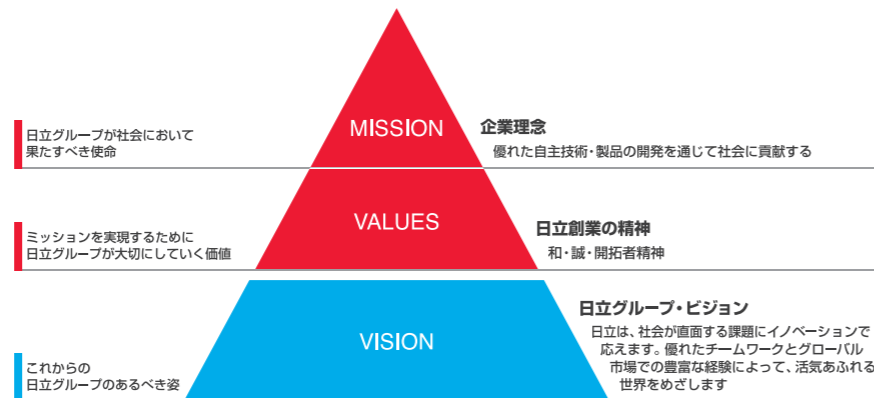 日立グループが社会において
果たすべき使命
MISSION
企業理念
優れた自主技術・製品の開発を通じて社会に貢献する
ミッションを実現するために
日立グループが大切にしていく価値
VALUES
日立創業の精神
和・誠・開拓者精神
これからの
日立グループのあるべき姿
VISION
日立グループ・ビジョン
日立は、社会が直面する課題にイノベーションで
応えます。優れたチームワークとグローバル
市場での豊富な経験によって、活気あふれる
世界をめざします